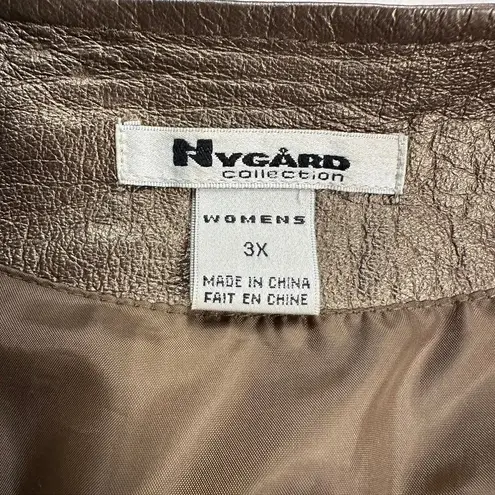 NYGÅRD
collection
WOMENS
3X
MADE IN CHINA
FAIT EN CHINE